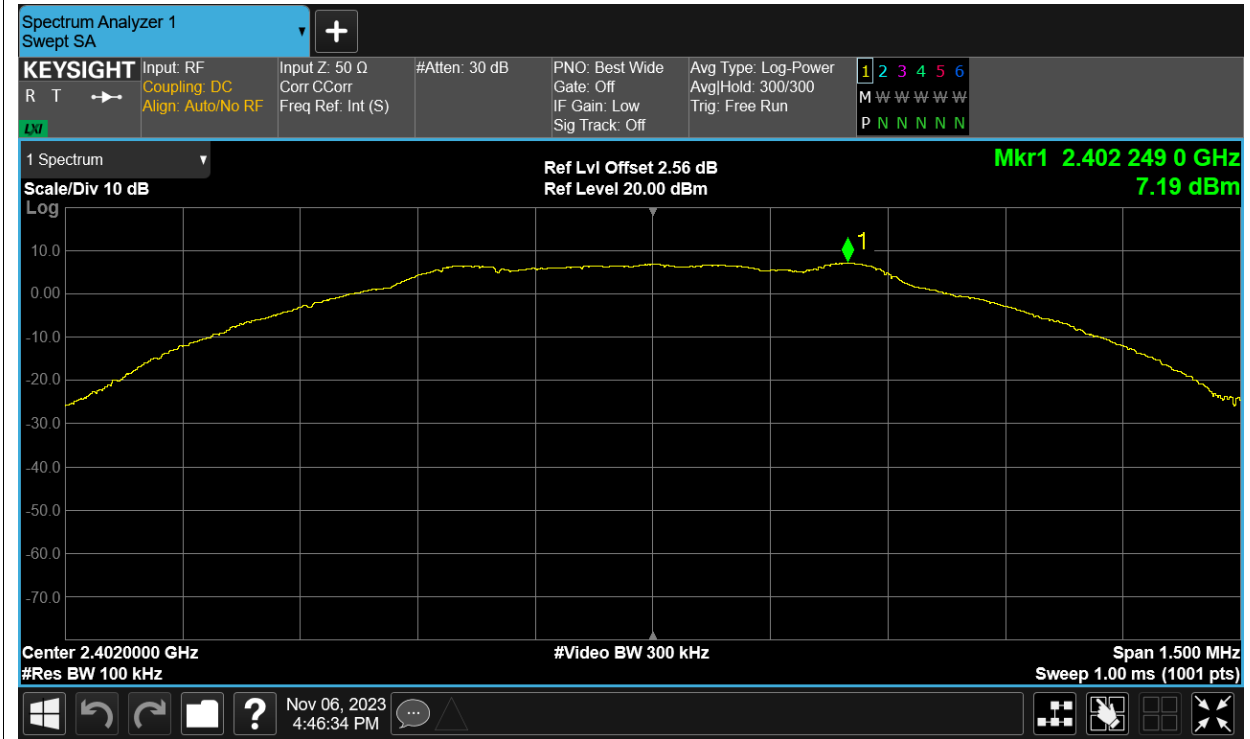 Spectrum Analyzer 1
Swept SA
+
KEYSIGHT
R T
LXI
Input: RF
Coupling: DC
Align: Auto/No RF
Input Z: 50 Ω
Corr CCorr
Freq Ref: Int (S)
#Atten: 30 dB
PNO: Best Wide
Gate: Off
IF Gain: Low
Sig Track: Off
Avg Type: Log-Power
Avg|Hold: 300/300
Trig: Free Run
1 2 3 4 5 6
M W W W W W
P N N N N N
1 Spectrum
Scale/Div 10 dB
Log
Ref Lvl Offset 2.56 dB
Ref Level 20.00 dBm
Mkr1 2.402 249 0 GHz
7.19 dBm
1
10.0
0.00
-10.0
-20.0
-30.0
-40.0
-50.0
-60.0
-70.0
Center 2.4020000 GHz
#Video BW 300 kHz
Span 1.500 MHz
#Res BW 100 kHz
Sweep 1.00 ms (1001 pts)
?
Nov 06, 2023
4:46:34 PM